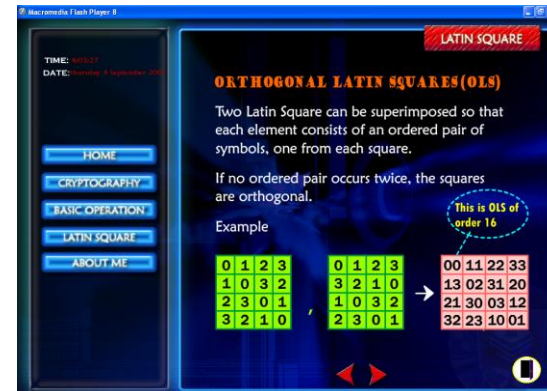 Macromedia Flash Player 8
LATIN SQUARE
TIME:
DATE:
HOME
CRYPTOGRAPHY
BASIC OPERATION
LATIN SQUARE
ABOUT ME
ORTHOGONAL LATIN SQUARES(OLS)
Two Latin Square can be superimposed so that
each element consists of an ordered pair of
symbols, one from each square.
If no ordered pair occurs twice, the squares
are orthogonal.
This is OLS of
order 16
Example
0 1 2 3
1 0 3 2
2 3 0 1
3 2 1 0
,
0 1 2 3
3 2 1 0
1 0 3 2
2 3 0 1
00 11 22 33
13 02 31 20
21 30 03 12
32 23 10 01